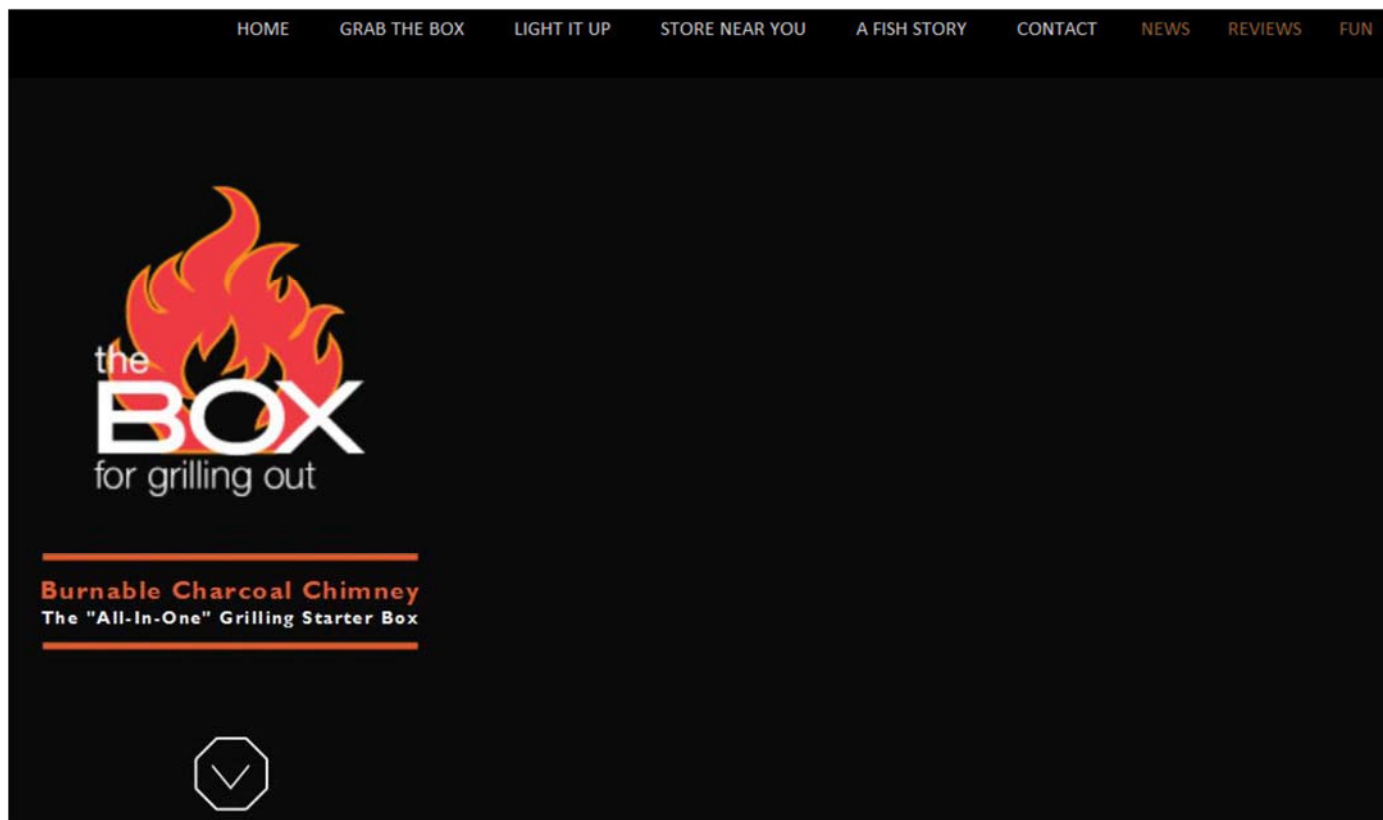 HOME GRAB THE BOX LIGHT IT UP STORE NEAR YOU A FISH STORY CONTACT NEWS REVIEWS FUN
the
BOX
for grilling out
Burnable Charcoal Chimney
The "All-In-One" Grilling Starter Box